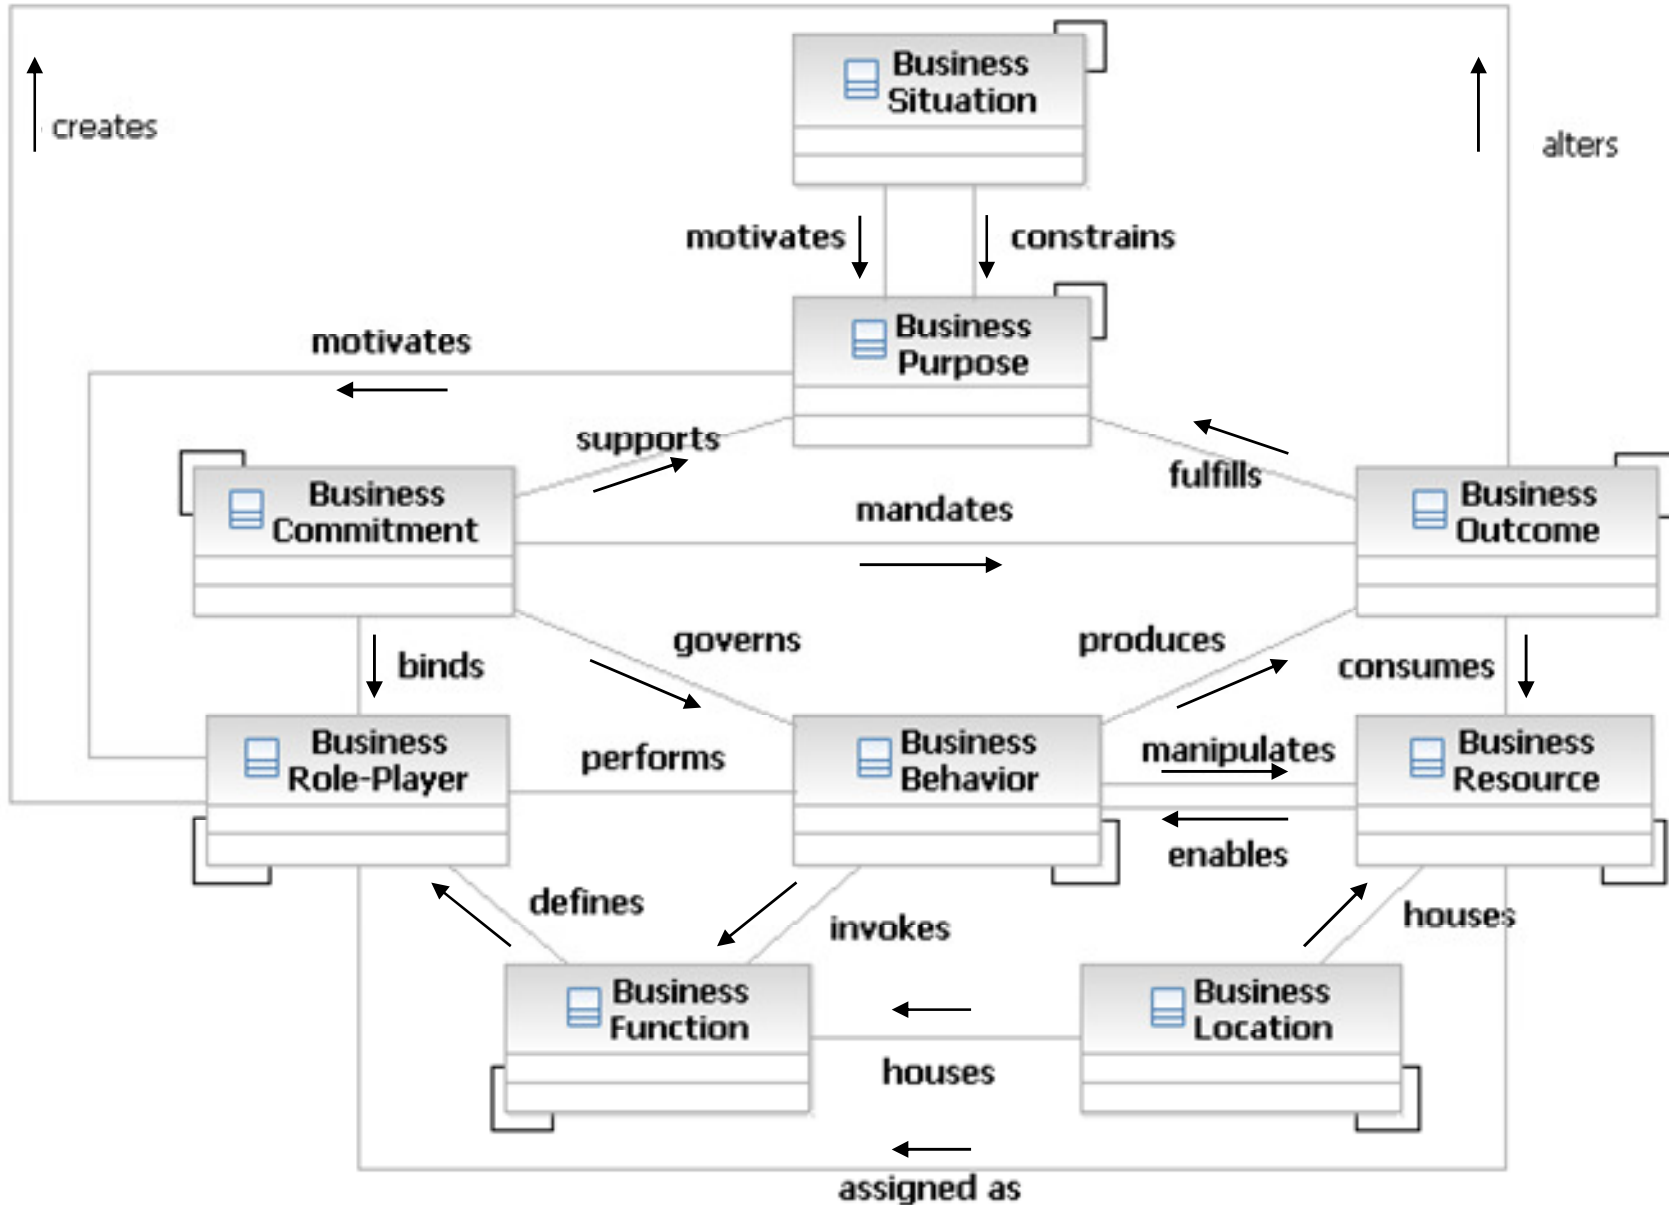 Business
Situation
creates
alters
motivates
constrains
Business
Purpose
motivates
supports
fulfills
Business
Commitment
mandates
Business
Outcome
governs
produces
binds
consumes
Business
Role-Player
performs
Business
Behavior
manipulates
Business
Resource
enables
defines
invokes
houses
Business
Function
Business
Location
houses
assigned as